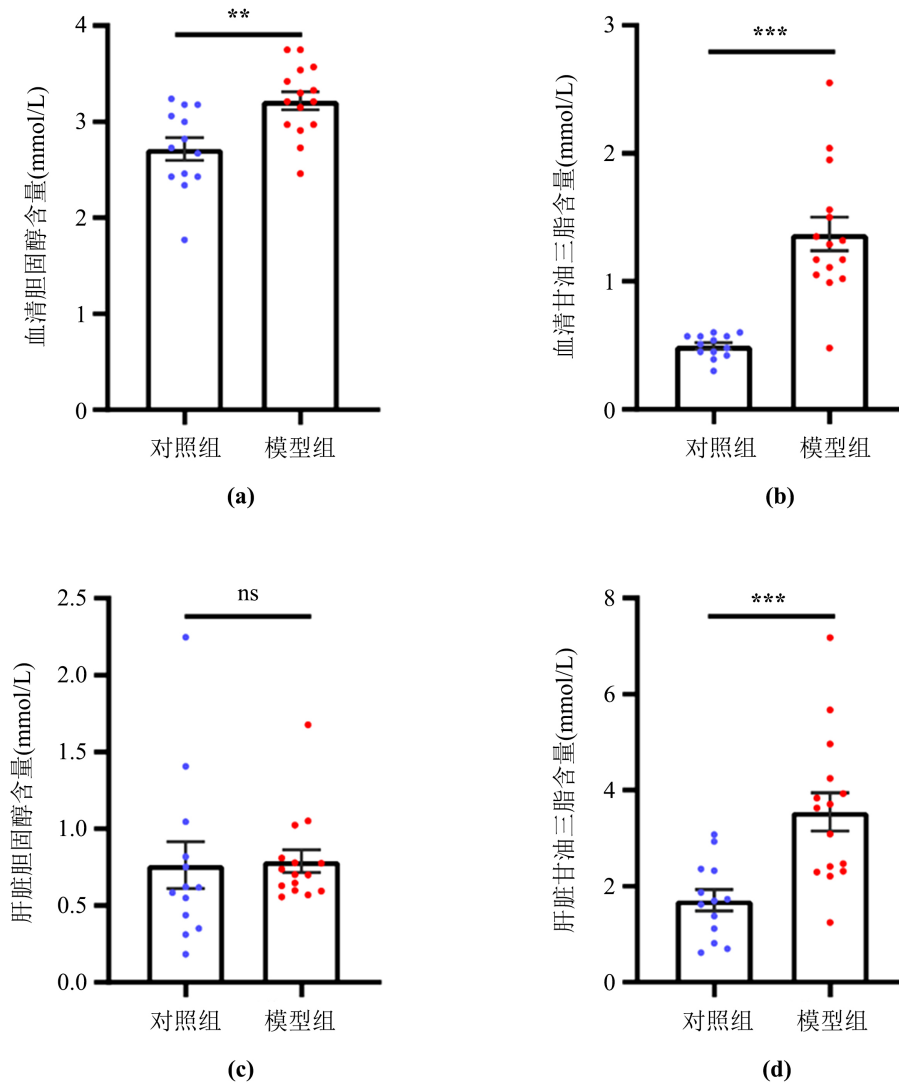 血清胆固醇含量(mmol/L)
4
3
2
1
0
**
对照组
模型组
(a)
血清甘油三脂含量(mmol/L)
3
2
1
0
***
对照组
模型组
(b)
肝脏胆固醇含量(mmol/L)
2.5
2.0
1.5
1.0
0.5
0.0
ns
对照组
模型组
(c)
肝脏甘油三脂含量(mmol/L)
8
6
4
2
0
***
对照组
模型组
(d)